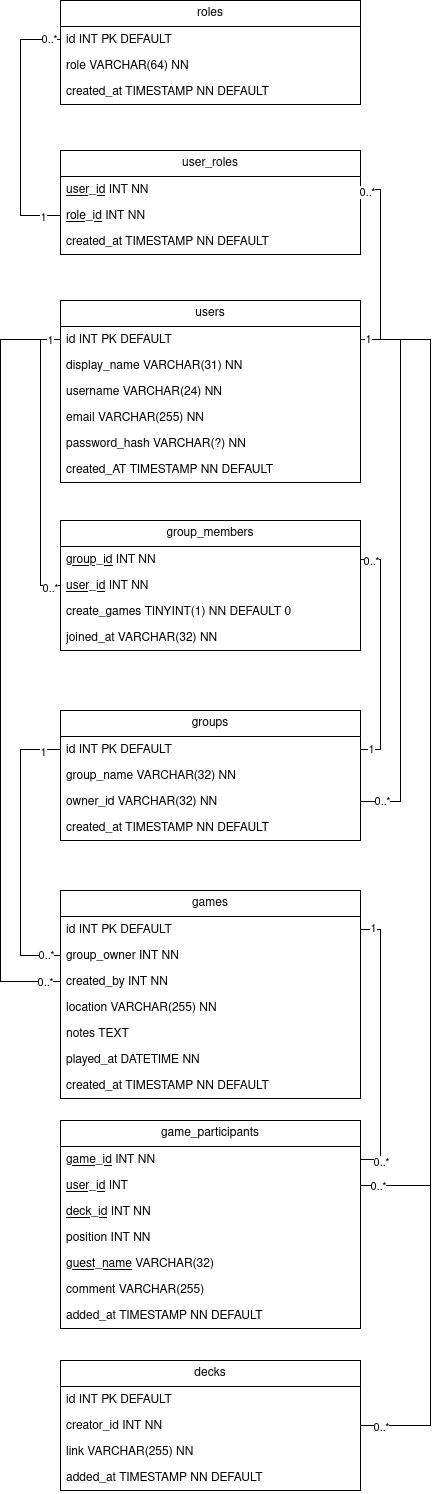 roles
id INT PK DEFAULT
0..*
role VARCHAR(64) NN
created_at TIMESTAMP NN DEFAULT
user_roles
user_id INT NN
0..*
role_id INT NN
1
created_at TIMESTAMP NN DEFAULT
users
1
id INT PK DEFAULT
1
display_name VARCHAR(31) NN
username VARCHAR(24) NN
email VARCHAR(255) NN
password_hash VARCHAR(?) NN
created_AT TIMESTAMP NN DEFAULT
group_members
group_id INT NN
0..*
0..*
user_id INT NN
create_games TINYINT(1) NN DEFAULT 0
joined_at VARCHAR(32) NN
groups
1
id INT PK DEFAULT
1
group_name VARCHAR(32) NN
owner_id VARCHAR(32) NN
0..*
created_at TIMESTAMP NN DEFAULT
games
id INT PK DEFAULT
1
0..*
group_owner INT NN
0..*
created_by INT NN
location VARCHAR(255) NN
notes TEXT
played_at DATETIME NN
created_at TIMESTAMP NN DEFAULT
game_participants
game_id INT NN
0..*
user_id INT
0..*
deck_id INT NN
position INT NN
guest_name VARCHAR(32)
comment VARCHAR(255)
added_at TIMESTAMP NN DEFAULT
decks
id INT PK DEFAULT
creator_id INT NN
0..*
link VARCHAR(255) NN
added_at TIMESTAMP NN DEFAULT